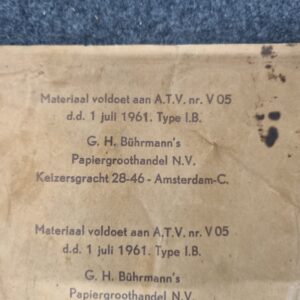 Materiaal voldoet aan A.T.V. nr. V 05
d.d. 1 juli 1961. Type I.B.
G. H. Bührmann's
Papiergroothandel N.V.
Keizersgracht 28-46 - Amsterdam-C.
Materiaal voldoet aan A.T.V. nr. V 05
d.d. 1 juli 1961. Type I.B.
G. H. Bührmann's
Papiergroothandel N.V.